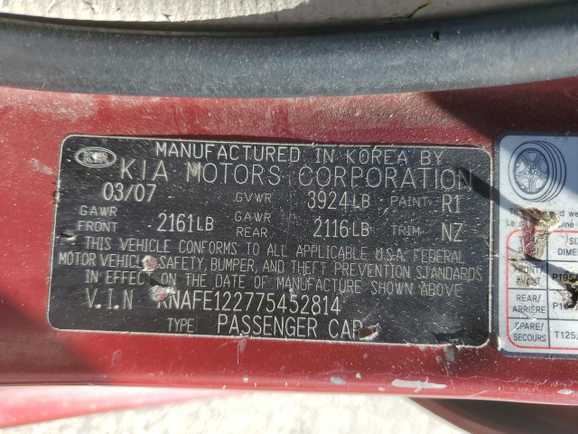 MANUFACTURED IN KOREA BY
KIA KIA MOTORS CORPORATION
03/07 GVWR 3924LB PAINT R1
GAWR FRONT 2161LB GAWR REAR 2116LB TRIM NZ
THIS VEHICLE CONFORMS TO ALL APPLICABLE U.S.A. FEDERAL
MOTOR VEHICLE SAFETY, BUMPER, AND THEFT PREVENTION STANDARDS
IN EFFECT ON THE DATE OF MANUFACTURE SHOWN ABOVE.
V.I.N KNAFE122775452814
TYPE PASSENGER CAR
REAR/
ARRIÈRE
SPARE/
SECOURS T125